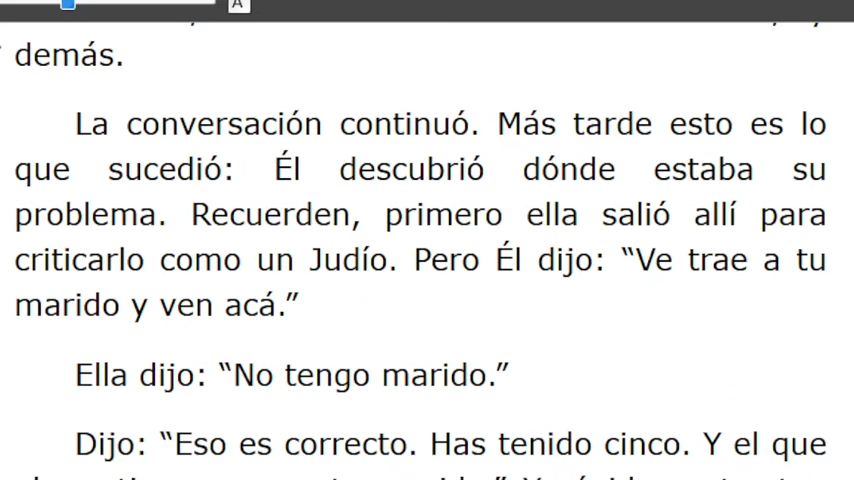 A
demás.
La conversación continuó. Más tarde esto es lo
que sucedió: Él descubrió dónde estaba su
problema. Recuerden, primero ella salió allí para
criticarlo como un Judío. Pero Él dijo: “Ve trae a tu
marido y ven acá.”
Ella dijo: “No tengo marido.”
Dijo: “Eso es correcto. Has tenido cinco. Y el que